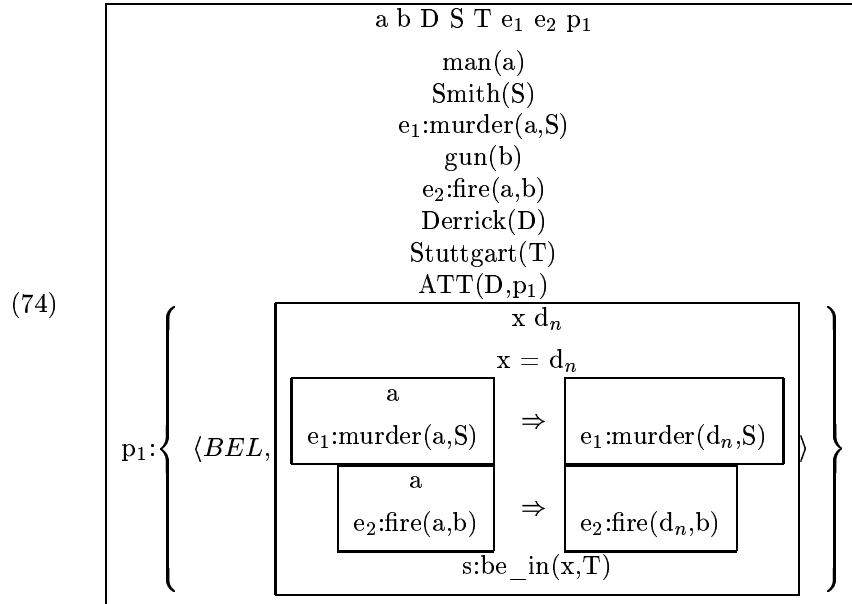 a b D S T e₁ e₂ p₁
man(a)
Smith(S)
e₁:murder(a,S)
gun(b)
e₂:fire(a,b)
Derrick(D)
Stuttgart(T)
ATT(D,p₁)
(74)
x dₙ
x = dₙ
a
e₁:murder(a,S) ⇒ e₁:murder(dₙ,S)
p₁:{ ⟨BEL, ⟩ }
a
e₂:fire(a,b) ⇒ e₂:fire(dₙ,b)
s:be_in(x,T)